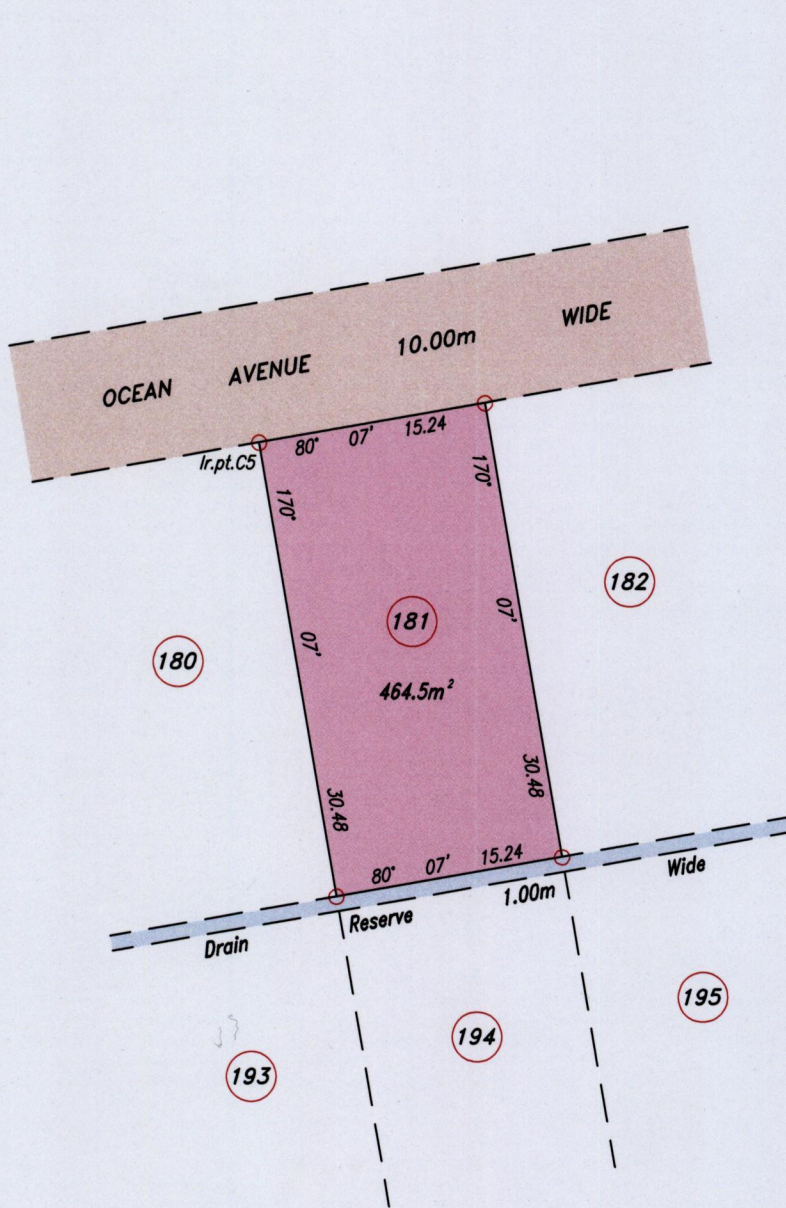 OCEAN AVENUE 10.00m WIDE
Ir.pt.C5
80° 07' 15.24
170° 07' 30.48
170° 07' 30.48
180
181
182
464.5m²
80° 07' 15.24
Drain Reserve 1.00m Wide
193
194
195